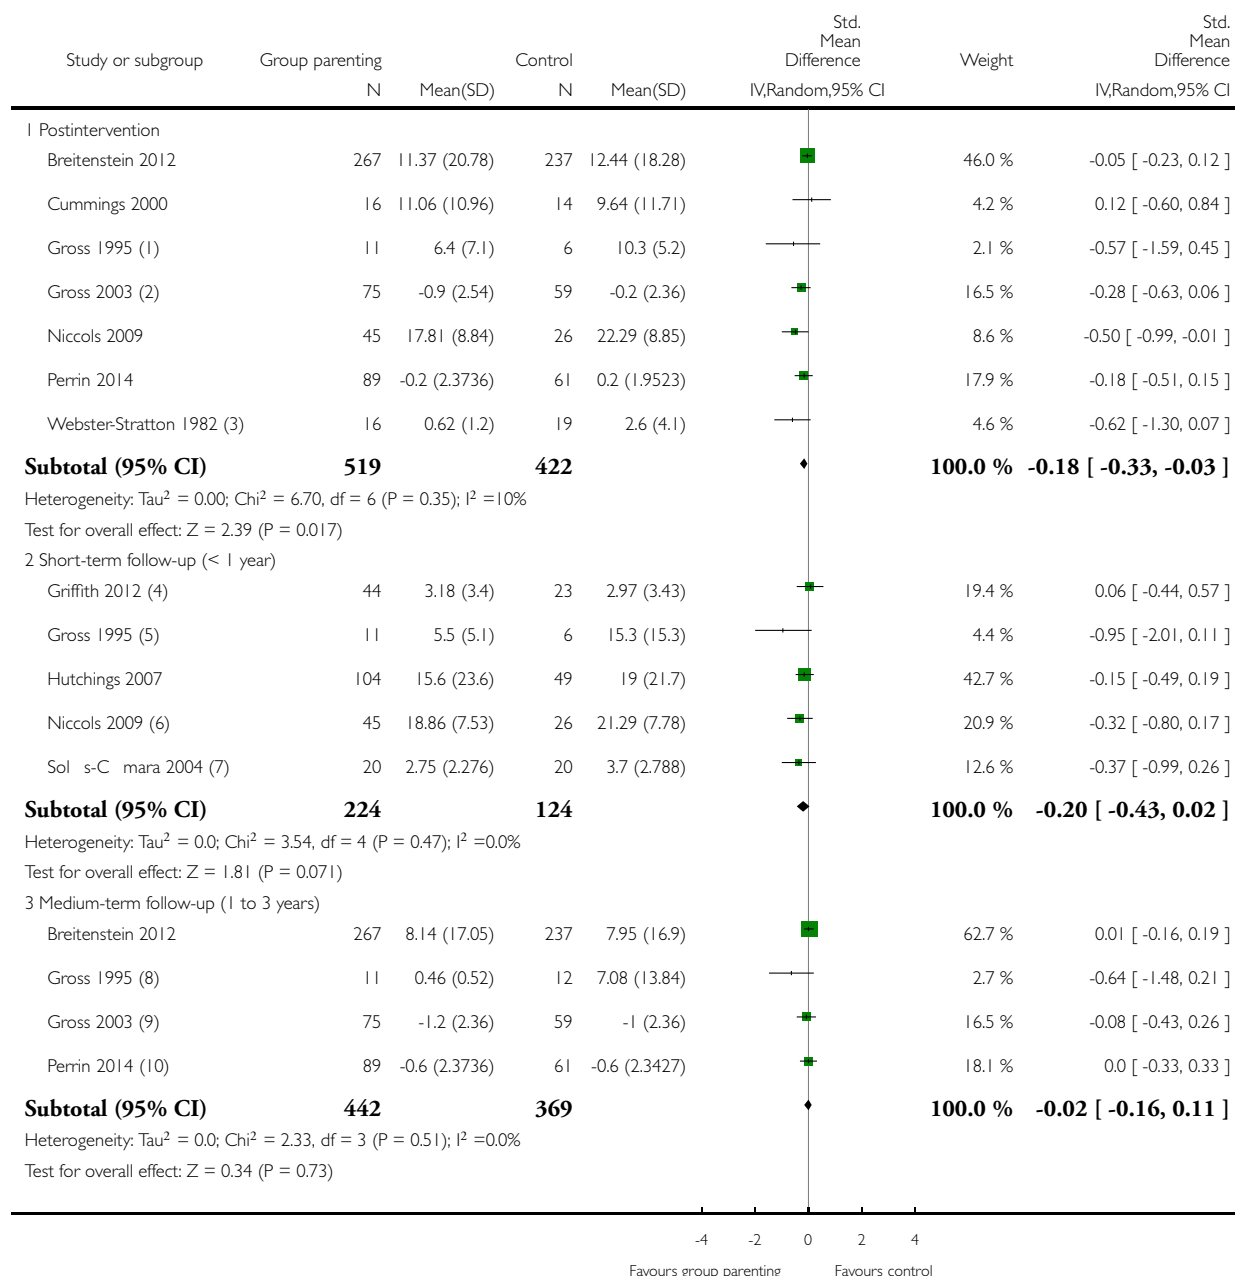 Std.
Mean
Difference
Std.
Mean
Difference
Study or subgroup Group parenting Control Weight
N Mean(SD) N Mean(SD) IV,Random,95% CI IV,Random,95% CI
1 Postintervention
Breitenstein 2012 267 11.37 (20.78) 237 12.44 (18.28) 46.0 % -0.05 [ -0.23, 0.12 ]
Cummings 2000 16 11.06 (10.96) 14 9.64 (11.71) 4.2 % 0.12 [ -0.60, 0.84 ]
Gross 1995 (1) 11 6.4 (7.1) 6 10.3 (5.2) 2.1 % -0.57 [ -1.59, 0.45 ]
Gross 2003 (2) 75 -0.9 (2.54) 59 -0.2 (2.36) 16.5 % -0.28 [ -0.63, 0.06 ]
Niccols 2009 45 17.81 (8.84) 26 22.29 (8.85) 8.6 % -0.50 [ -0.99, -0.01 ]
Perrin 2014 89 -0.2 (2.3736) 61 0.2 (1.9523) 17.9 % -0.18 [ -0.51, 0.15 ]
Webster-Stratton 1982 (3) 16 0.62 (1.2) 19 2.6 (4.1) 4.6 % -0.62 [ -1.30, 0.07 ]
Subtotal (95% CI) 519 422 100.0 % -0.18 [ -0.33, -0.03 ]
Heterogeneity: Tau² = 0.00; Chi² = 6.70, df = 6 (P = 0.35); I² =10%
Test for overall effect: Z = 2.39 (P = 0.017)
2 Short-term follow-up (< 1 year)
Griffith 2012 (4) 44 3.18 (3.4) 23 2.97 (3.43) 19.4 % 0.06 [ -0.44, 0.57 ]
Gross 1995 (5) 11 5.5 (5.1) 6 15.3 (15.3) 4.4 % -0.95 [ -2.01, 0.11 ]
Hutchings 2007 104 15.6 (23.6) 49 19 (21.7) 42.7 % -0.15 [ -0.49, 0.19 ]
Niccols 2009 (6) 45 18.86 (7.53) 26 21.29 (7.78) 20.9 % -0.32 [ -0.80, 0.17 ]
Sol s-C mara 2004 (7) 20 2.75 (2.276) 20 3.7 (2.788) 12.6 % -0.37 [ -0.99, 0.26 ]
Subtotal (95% CI) 224 124 100.0 % -0.20 [ -0.43, 0.02 ]
Heterogeneity: Tau² = 0.0; Chi² = 3.54, df = 4 (P = 0.47); I² =0.0%
Test for overall effect: Z = 1.81 (P = 0.071)
3 Medium-term follow-up (1 to 3 years)
Breitenstein 2012 267 8.14 (17.05) 237 7.95 (16.9) 62.7 % 0.01 [ -0.16, 0.19 ]
Gross 1995 (8) 11 0.46 (0.52) 12 7.08 (13.84) 2.7 % -0.64 [ -1.48, 0.21 ]
Gross 2003 (9) 75 -1.2 (2.36) 59 -1 (2.36) 16.5 % -0.08 [ -0.43, 0.26 ]
Perrin 2014 (10) 89 -0.6 (2.3736) 61 -0.6 (2.3427) 18.1 % 0.0 [ -0.33, 0.33 ]
Subtotal (95% CI) 442 369 100.0 % -0.02 [ -0.16, 0.11 ]
Heterogeneity: Tau² = 0.0; Chi² = 2.33, df = 3 (P = 0.51); I² =0.0%
Test for overall effect: Z = 0.34 (P = 0.73)
-4 -2 0 2 4
Favours group parenting Favours control